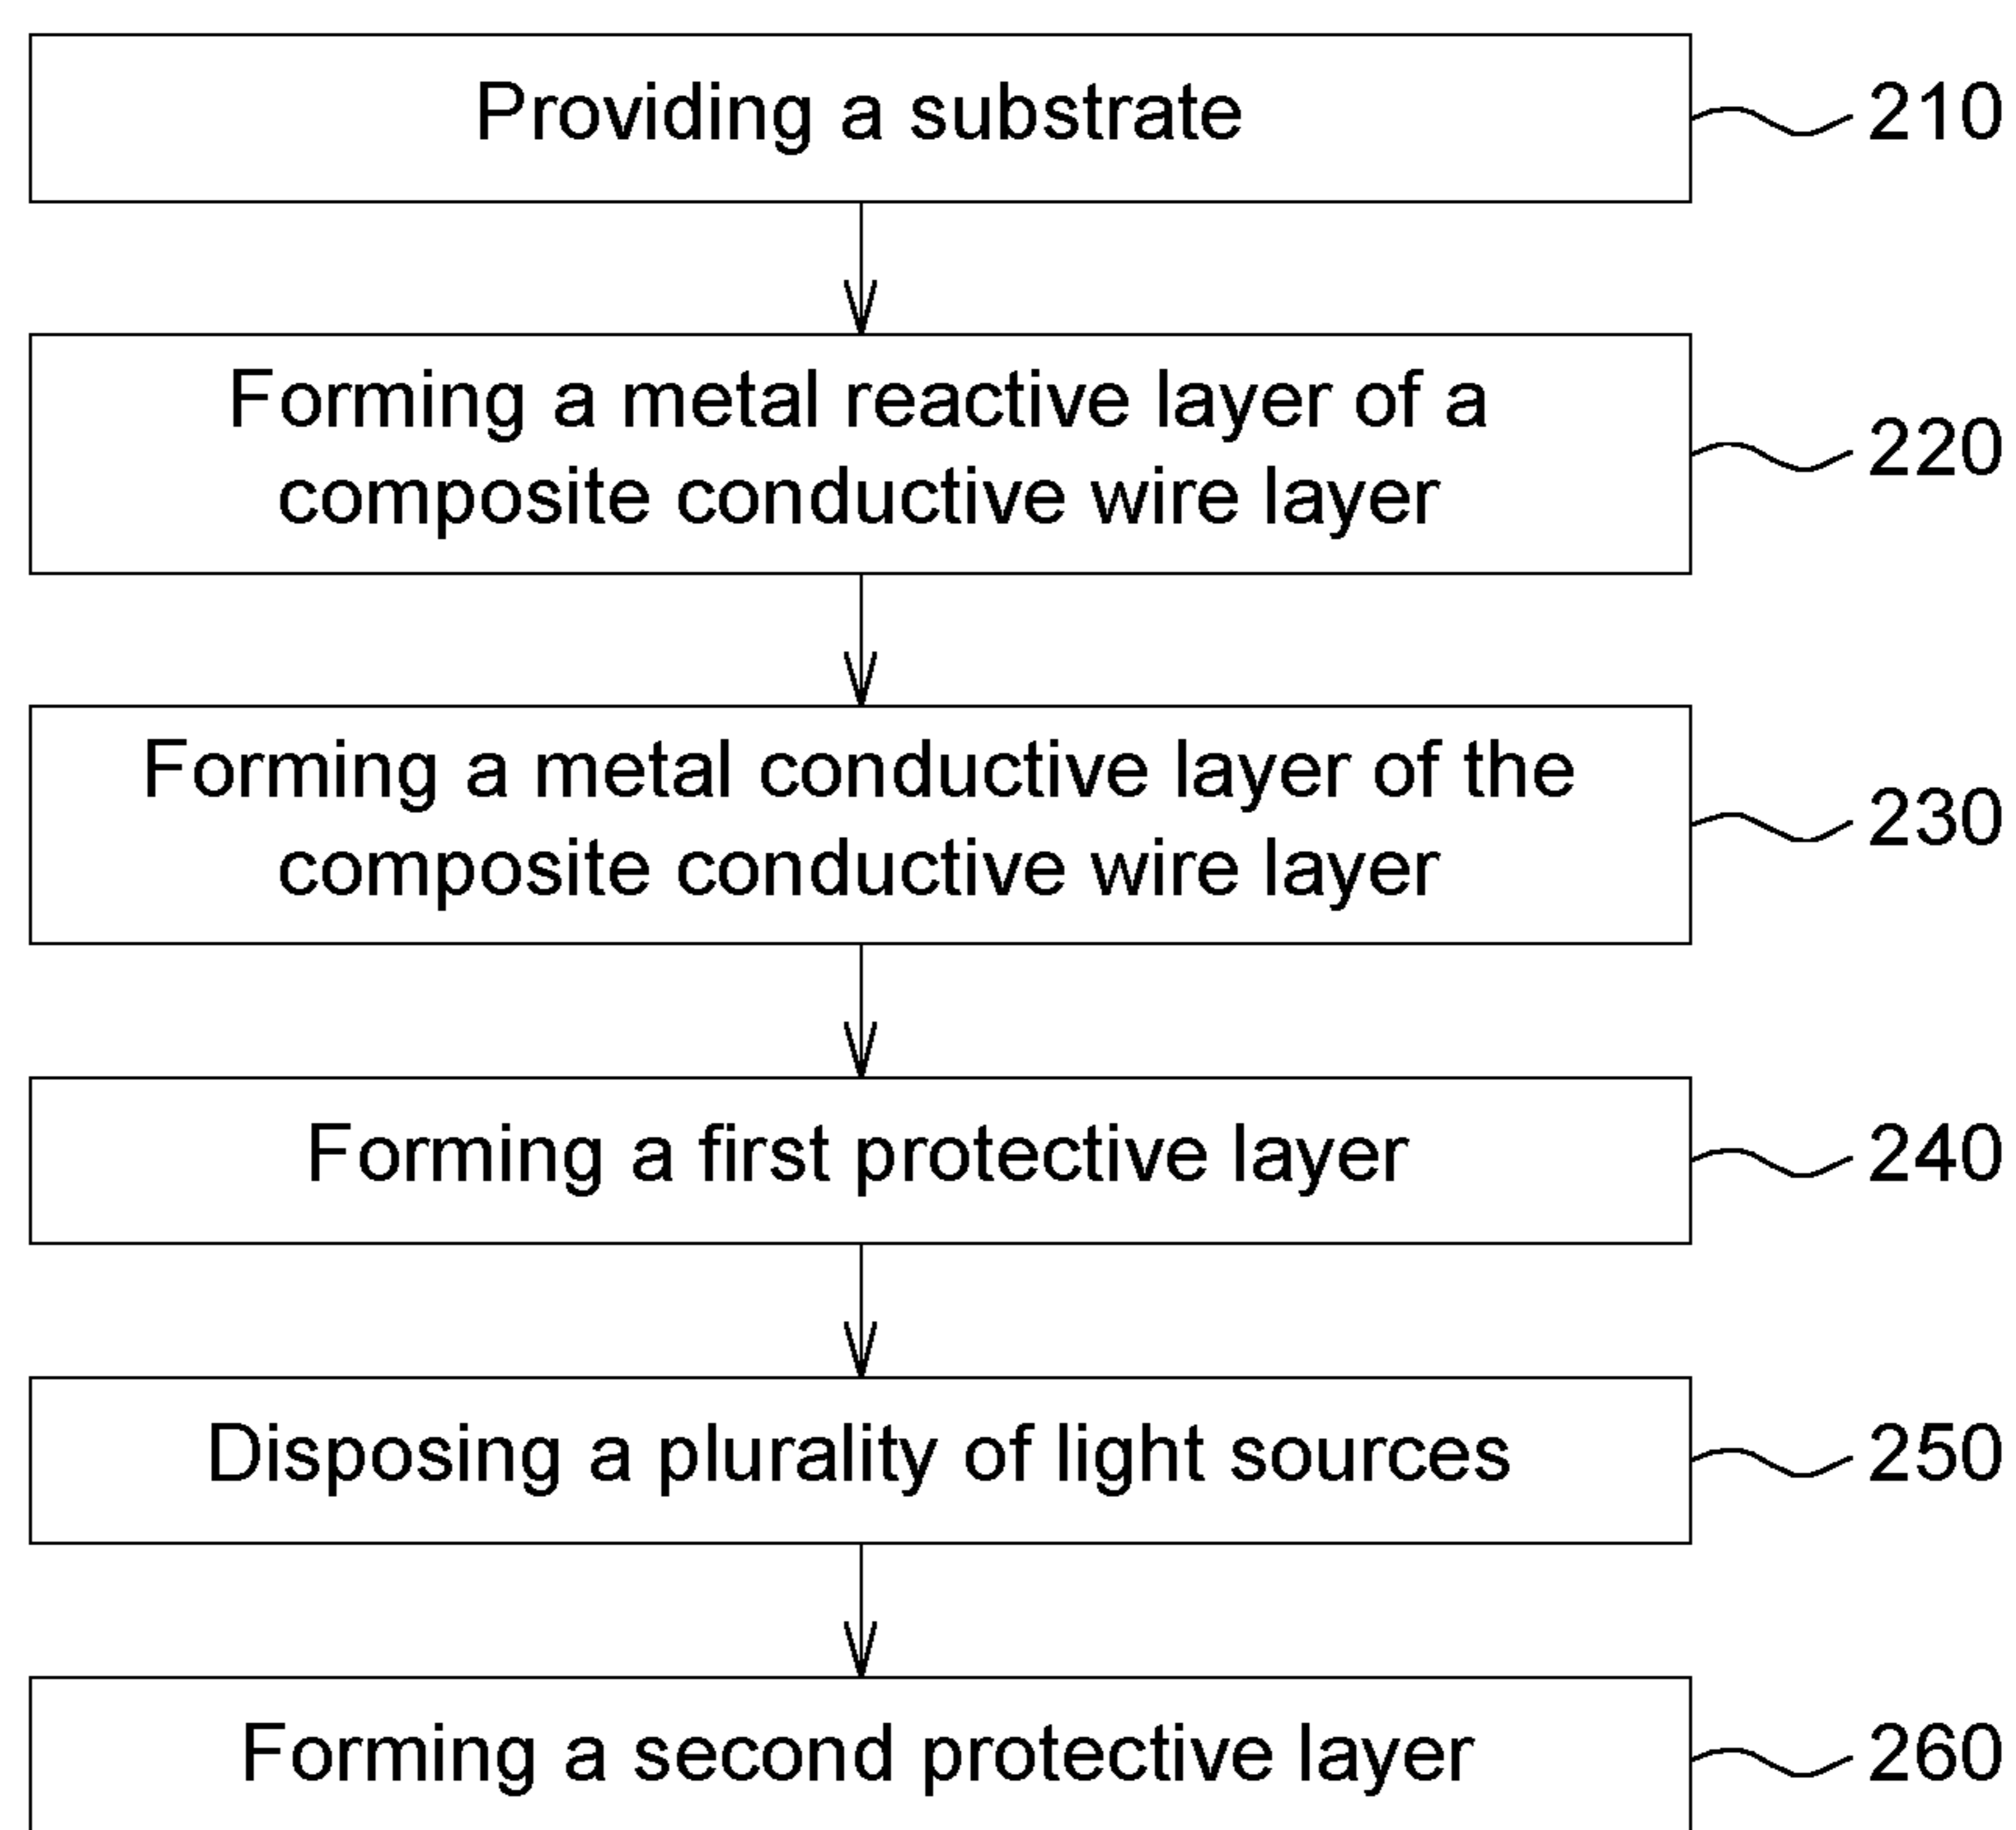 Providing a substrate
210
Forming a metal reactive layer of a
composite conductive wire layer
220
Forming a metal conductive layer of the
composite conductive wire layer
230
Forming a first protective layer
240
Disposing a plurality of light sources
250
Forming a second protective layer
260